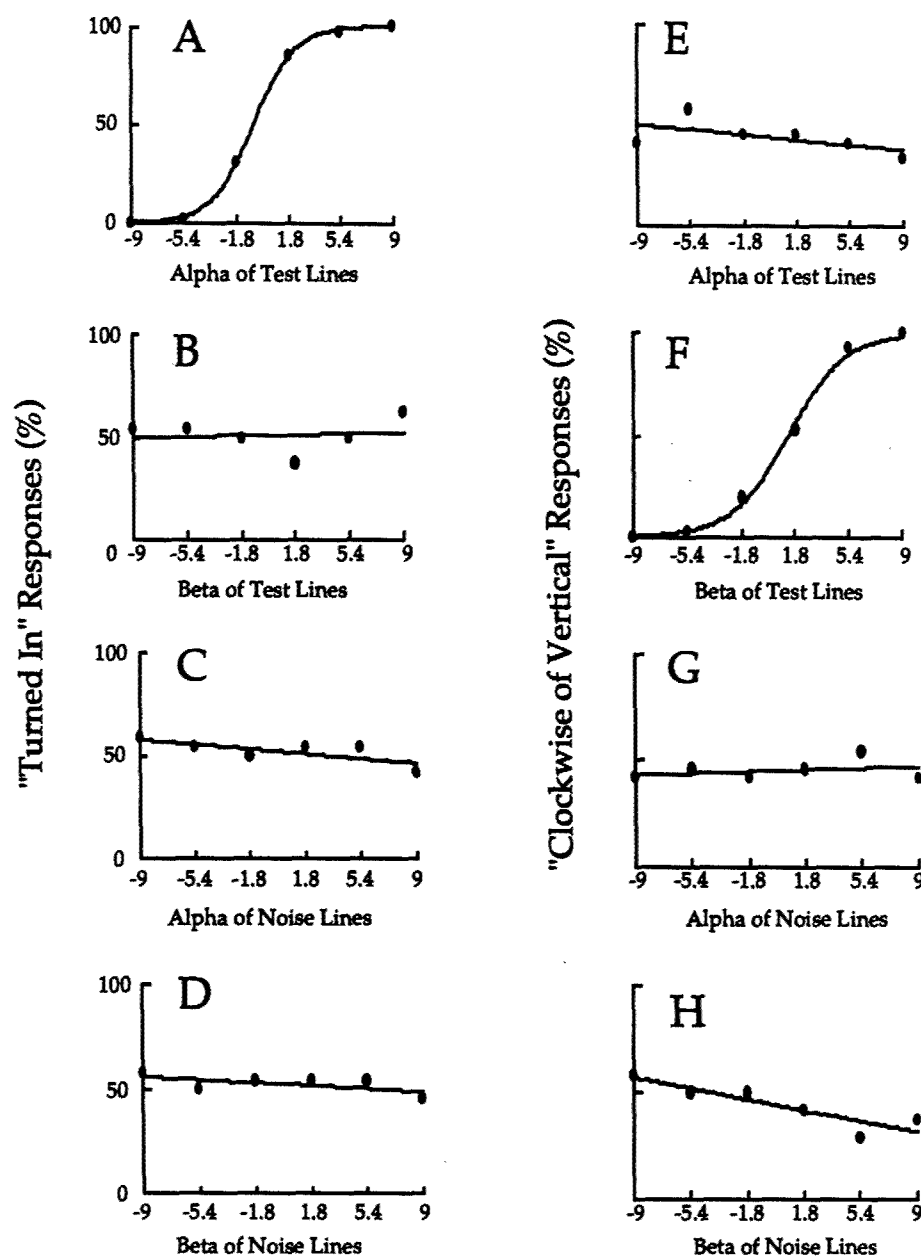 "Turned In" Responses (%)
A
100
50
0
-9 -5.4 -1.8 1.8 5.4 9
Alpha of Test Lines
B
100
50
0
-9 -5.4 -1.8 1.8 5.4 9
Beta of Test Lines
C
100
50
0
-9 -5.4 -1.8 1.8 5.4 9
Alpha of Noise Lines
D
100
50
0
-9 -5.4 -1.8 1.8 5.4 9
Beta of Noise Lines
"Clockwise of Vertical" Responses (%)
E
-9 -5.4 -1.8 1.8 5.4 9
Alpha of Test Lines
F
-9 -5.4 -1.8 1.8 5.4 9
Beta of Test Lines
G
-9 -5.4 -1.8 1.8 5.4 9
Alpha of Noise Lines
H
-9 -5.4 -1.8 1.8 5.4 9
Beta of Noise Lines